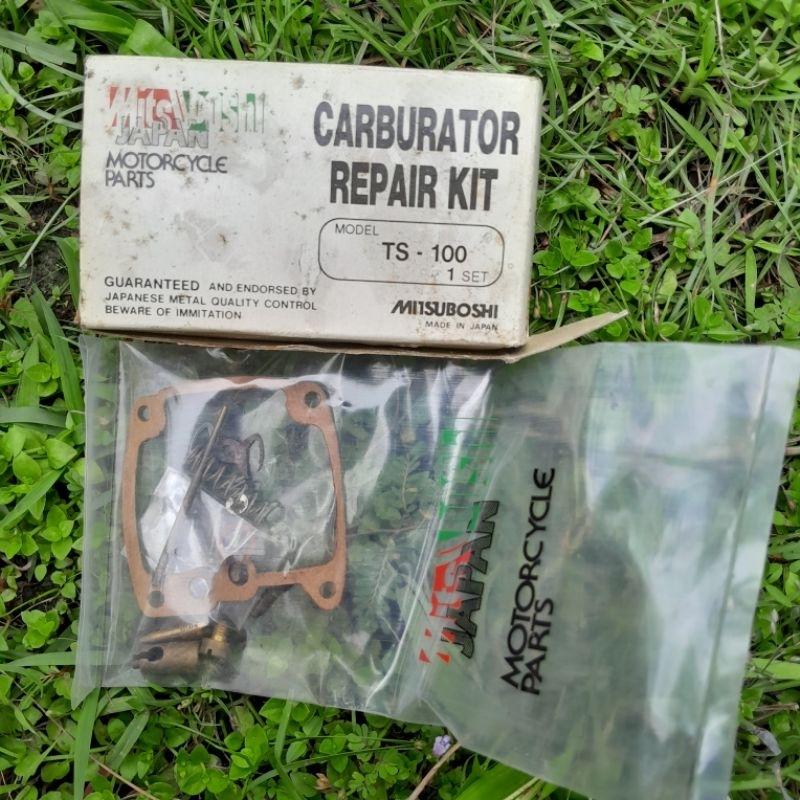 MITSUBOSHI
JAPAN
MOTORCYCLE
PARTS
CARBURATOR
REPAIR KIT
MODEL
TS - 100
1 SET
GUARANTEED AND ENDORSED BY
JAPANESE METAL QUALITY CONTROL
BEWARE OF IMMITATION
MITSUBOSHI
MADE IN JAPAN
JAPAN
MOTORCYCLE
PARTS